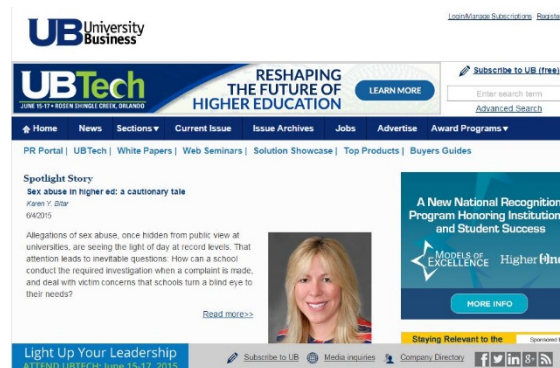 Login/Manage Subscriptions Registe
UB University
Business
UBTech
JUNE 15-17 • ROSEN SHINGLE CREEK, ORLANDO
RESHAPING
THE FUTURE OF
HIGHER EDUCATION
LEARN MORE
Subscribe to UB (free)
Enter search term
Advanced Search
Home News Sections▾ Current Issue Issue Archives Jobs Advertise Award Programs▾
PR Portal | UBTech | White Papers | Web Seminars | Solution Showcase | Top Products | Buyers Guides
Spotlight Story
Sex abuse in higher ed: a cautionary tale
Karen Y. Bitar
6/4/2015
Allegations of sex abuse, once hidden from public view at
universities, are seeing the light of day at record levels. That
attention leads to inevitable questions: How can a school
conduct the required investigation when a complaint is made,
and deal with victim concerns that schools turn a blind eye to
their needs?
Read more>>
A New National Recognition
Program Honoring Institution
and Student Success
MODELS OF
EXCELLENCE
Higher One
MORE INFO
Staying Relevant to the
Sponsored
Light Up Your Leadership
ATTEND UBTECH: June 15-17, 2015
Subscribe to UB Media inquiries Company Directory